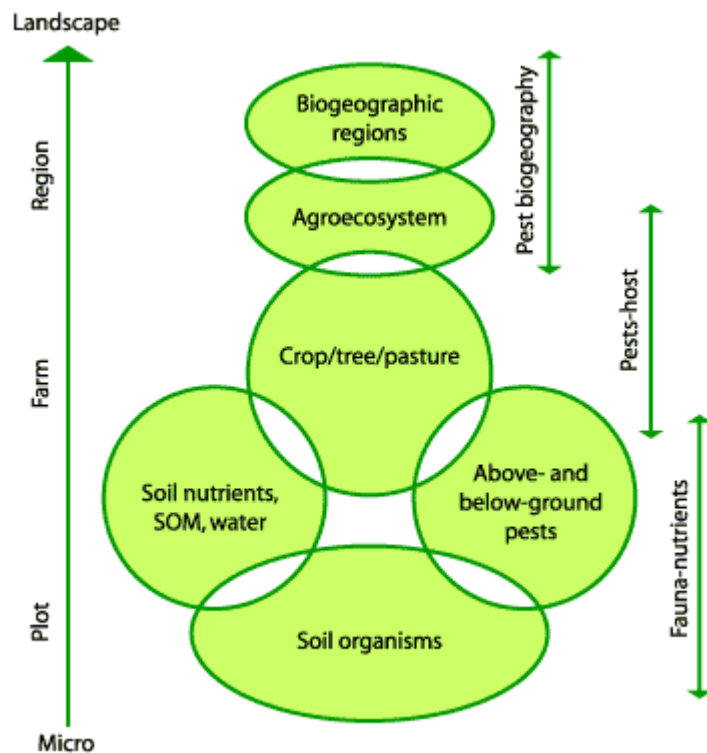 Landscape
Region
Farm
Plot
Micro
Biogeographic
regions
Agroecosystem
Crop/tree/pasture
Soil nutrients,
SOM, water
Above- and
below-ground
pests
Soil organisms
Pest biogeography
Pests-host
Fauna-nutrients